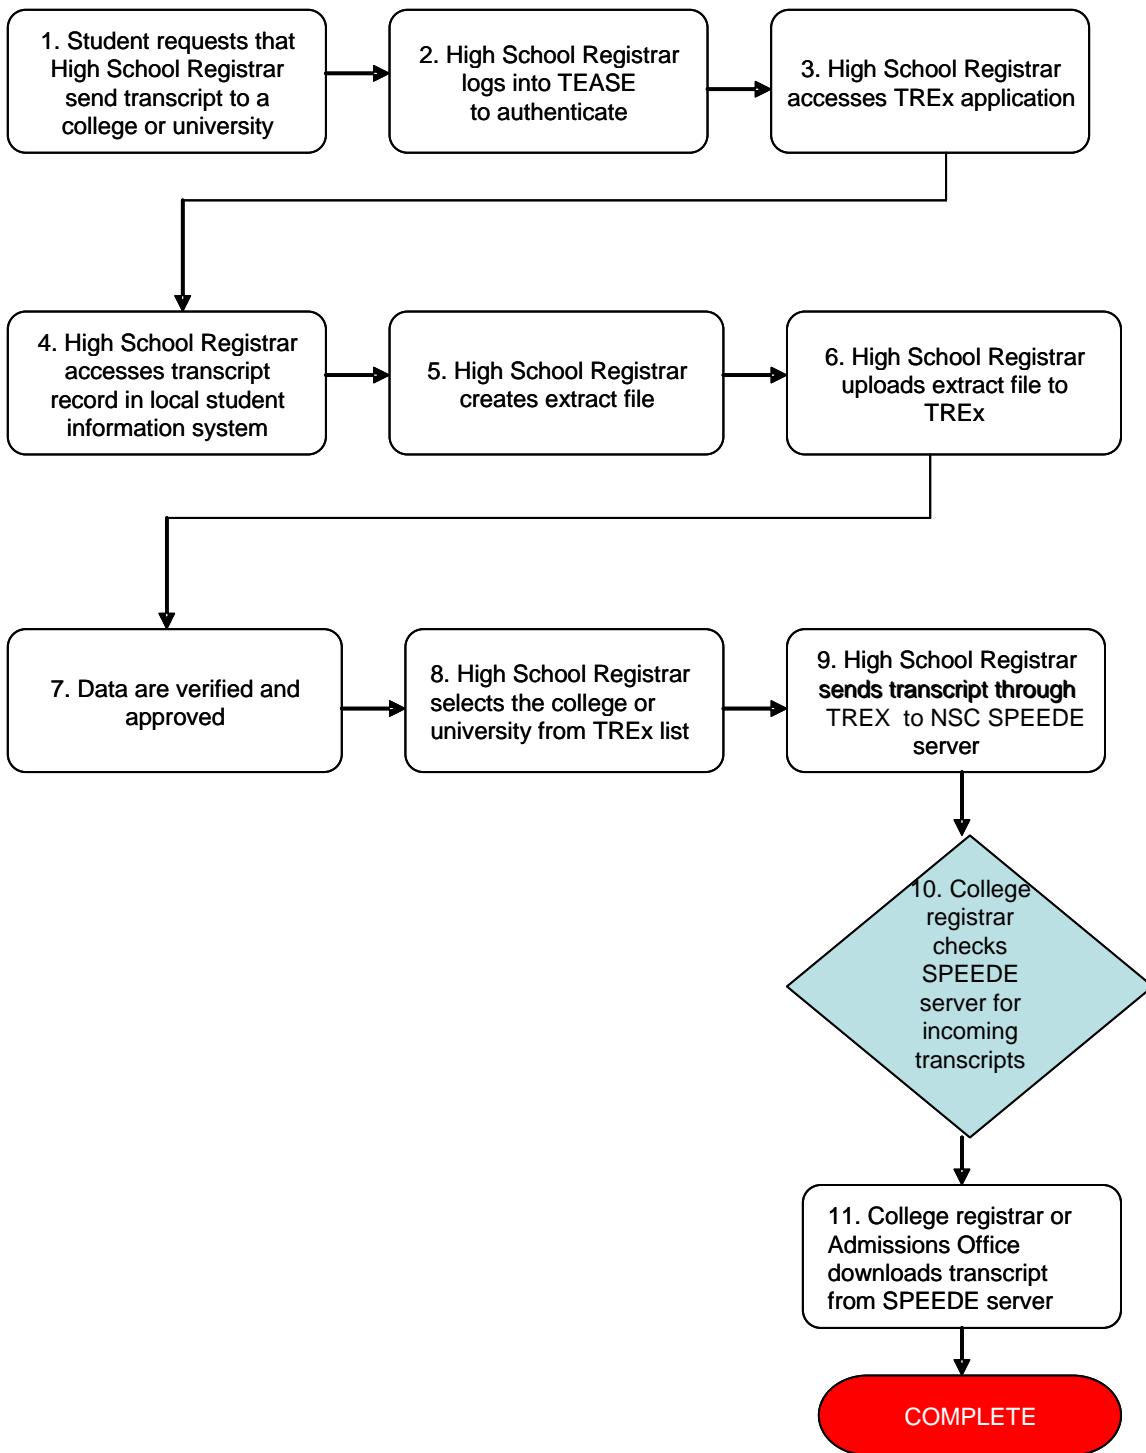 1. Student requests that
High School Registrar
send transcript to a
college or university
2. High School Registrar
logs into TEASE
to authenticate
3. High School Registrar
accesses TREx application
4. High School Registrar
accesses transcript
record in local student
information system
5. High School Registrar
creates extract file
6. High School Registrar
uploads extract file to
TREx
7. Data are verified and
approved
8. High School Registrar
selects the college or
university from TREx list
9. High School Registrar
sends transcript through
TREX to NSC SPEEDE
server
10. College
registrar
checks
SPEEDE
server for
incoming
transcripts
11. College registrar or
Admissions Office
downloads transcript
from SPEEDE server
COMPLETE